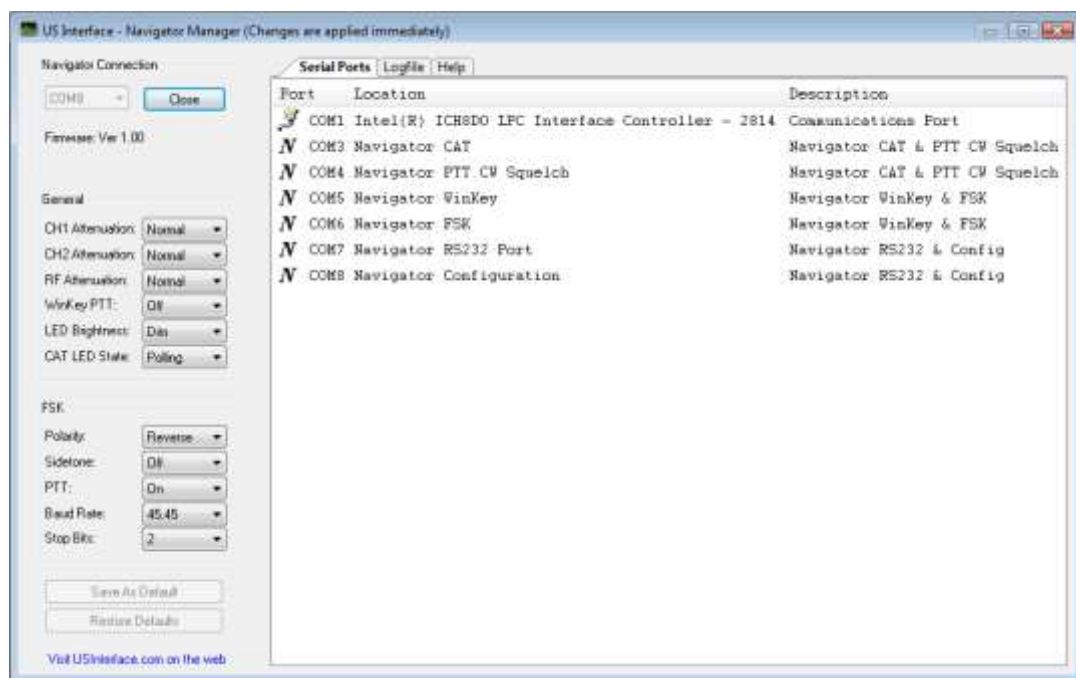 US Interface - Navigator Manager (Changes are applied immediately)
Navigator Connection
COM8 Close
Firmware: Ver 1.00
General
CH1 Attenuation: Normal
CH2 Attenuation: Normal
RF Attenuation: Normal
WinKey PTT: Off
LED Brightness: Dim
CAT LED State: Polling
FSK
Polarity: Reverse
Sidetone: Off
PTT: On
Baud Rate: 45.45
Stop Bits: 2
Save As Default
Restore Defaults
Visit USInterface.com on the web
Serial Ports Logfile Help
Port Location Description
COM1 Intel(R) ICH8DO LPC Interface Controller - 2814 Communications Port
N COM3 Navigator CAT Navigator CAT & PTT CW Squelch
N COM4 Navigator PTT CW Squelch Navigator CAT & PTT CW Squelch
N COM5 Navigator WinKey Navigator WinKey & FSK
N COM6 Navigator FSK Navigator WinKey & FSK
N COM7 Navigator RS232 Port Navigator RS232 & Config
N COM8 Navigator Configuration Navigator RS232 & Config